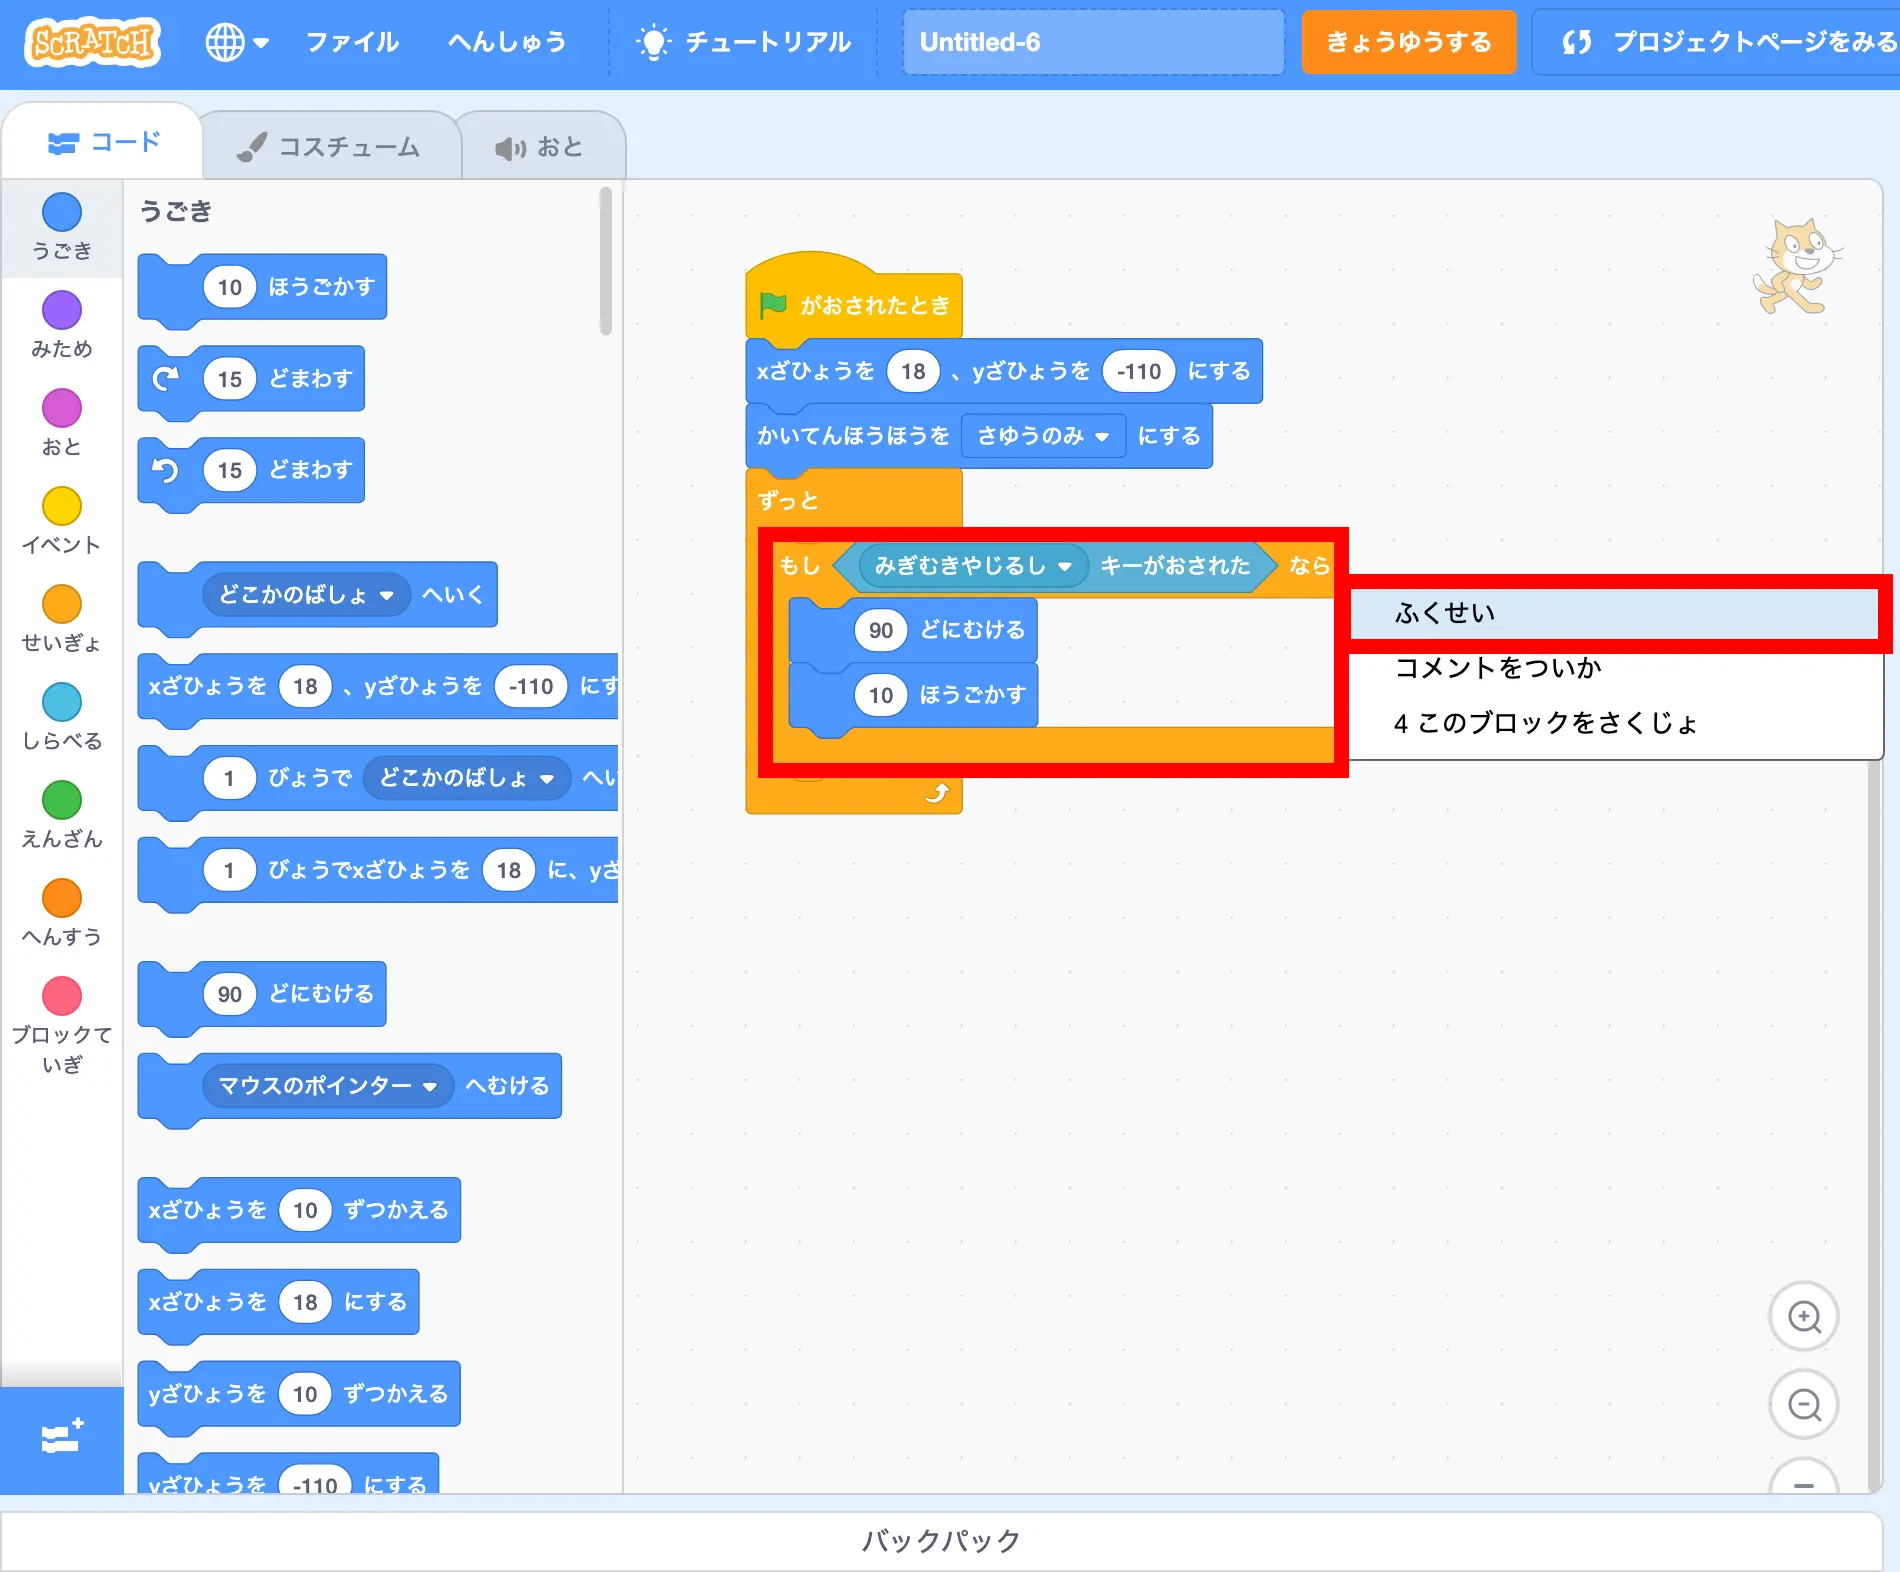 SCRATCH ファイル へんしゅう チュートリアル Untitled-6 きょうゆうする プロジェクトページをみる
コード コスチューム おと
うごき
みため
おと
イベント
せいぎょ
しらべる
えんざん
へんすう
ブロックて
いぎ
うごき
10 ほうごかす
15 どまわす
15 どまわす
どこかのばしょ へいく
xざひょうを 18 、yざひょうを -110 にす
1 びょうで どこかのばしょ へい
1 びょうでxざひょうを 18 に、yざ
90 どにむける
マウスのポインター へむける
xざひょうを 10 ずつかえる
xざひょうを 18 にする
yざひょうを 10 ずつかえる
yざひょうを -110 にする
がおされたとき
xざひょうを 18 、yざひょうを -110 にする
かいてんほうほうを さゆうのみ にする
ずっと
もし みぎむきやじるし キーがおされた なら
90 どにむける
10 ほうごかす
ふくせい
コメントをついか
4 このブロックをさくじょ
バックパック